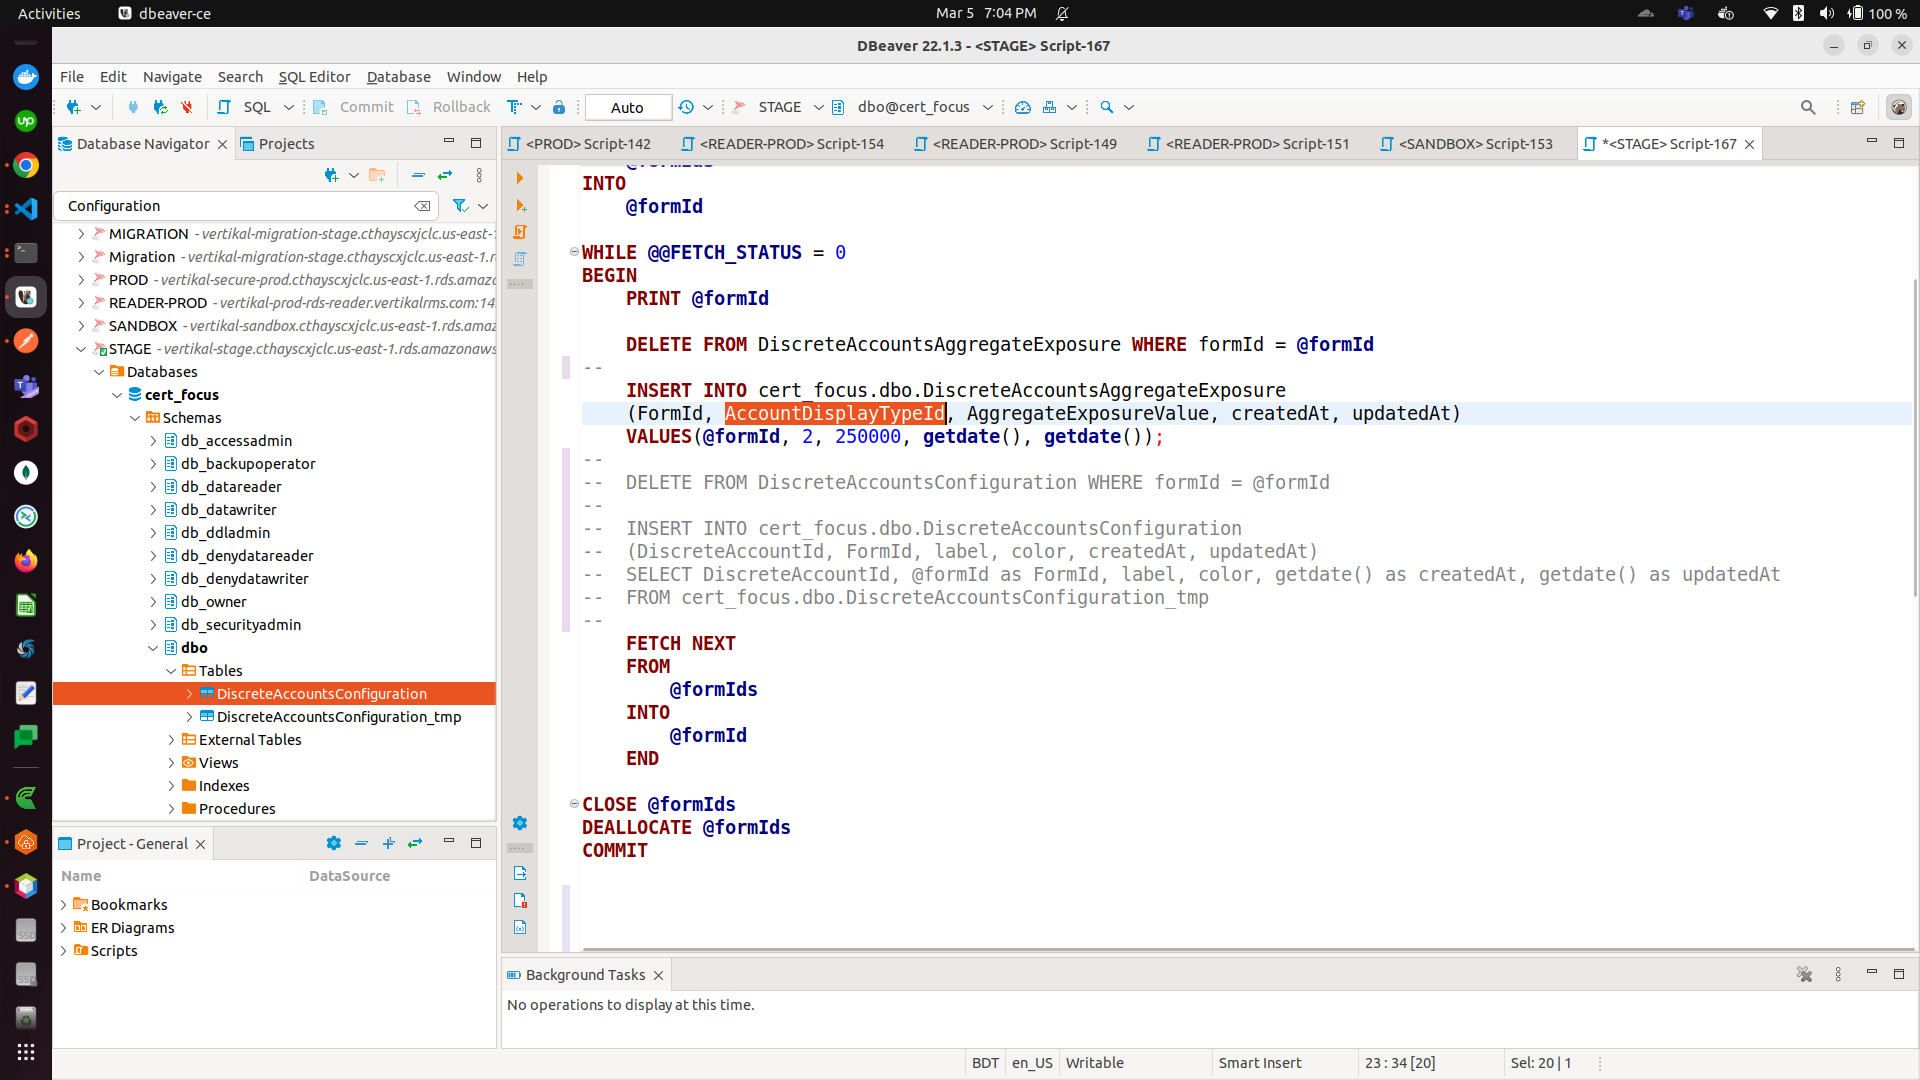 Activities
dbeaver-ce
Mar 5 7:04 PM
100 %
DBeaver 22.1.3 - <STAGE> Script-167
File Edit Navigate Search SQL Editor Database Window Help
SQL Commit Rollback Auto STAGE dbo@cert_focus
Database Navigator Projects
Configuration
MIGRATION - vertikal-migration-stage.cthayscxjclc.us-east-1
Migration - vertikal-migration-stage.cthayscxjclc.us-east-1.r
PROD - vertikal-secure-prod.cthayscxjclc.us-east-1.rds.amazo
READER-PROD - vertikal-prod-rds-reader.vertikalrms.com:14
SANDBOX - vertikal-sandbox.cthayscxjclc.us-east-1.rds.amaz
STAGE - vertikal-stage.cthayscxjclc.us-east-1.rds.amazonaws
Databases
cert_focus
Schemas
db_accessadmin
db_backupoperator
db_datareader
db_datawriter
db_ddladmin
db_denydatareader
db_denydatawriter
db_owner
db_securityadmin
dbo
Tables
DiscreteAccountsConfiguration
DiscreteAccountsConfiguration_tmp
External Tables
Views
Indexes
Procedures
Project - General
Name DataSource
Bookmarks
ER Diagrams
Scripts
<PROD> Script-142 <READER-PROD> Script-154 <READER-PROD> Script-149 <READER-PROD> Script-151 <SANDBOX> Script-153 *<STAGE> Script-167
@formIds
INTO
@formId
WHILE @@FETCH_STATUS = 0
BEGIN
PRINT @formId
DELETE FROM DiscreteAccountsAggregateExposure WHERE formId = @formId
--
INSERT INTO cert_focus.dbo.DiscreteAccountsAggregateExposure
(FormId, AccountDisplayTypeId, AggregateExposureValue, createdAt, updatedAt)
VALUES(@formId, 2, 250000, getdate(), getdate());
--
-- DELETE FROM DiscreteAccountsConfiguration WHERE formId = @formId
--
-- INSERT INTO cert_focus.dbo.DiscreteAccountsConfiguration
-- (DiscreteAccountId, FormId, label, color, createdAt, updatedAt)
-- SELECT DiscreteAccountId, @formId as FormId, label, color, getdate() as createdAt, getdate() as updatedAt
-- FROM cert_focus.dbo.DiscreteAccountsConfiguration_tmp
--
FETCH NEXT
FROM
@formIds
INTO
@formId
END
CLOSE @formIds
DEALLOCATE @formIds
COMMIT
Background Tasks
No operations to display at this time.
BDT en_US Writable Smart Insert 23 : 34 [20] Sel: 20 | 1